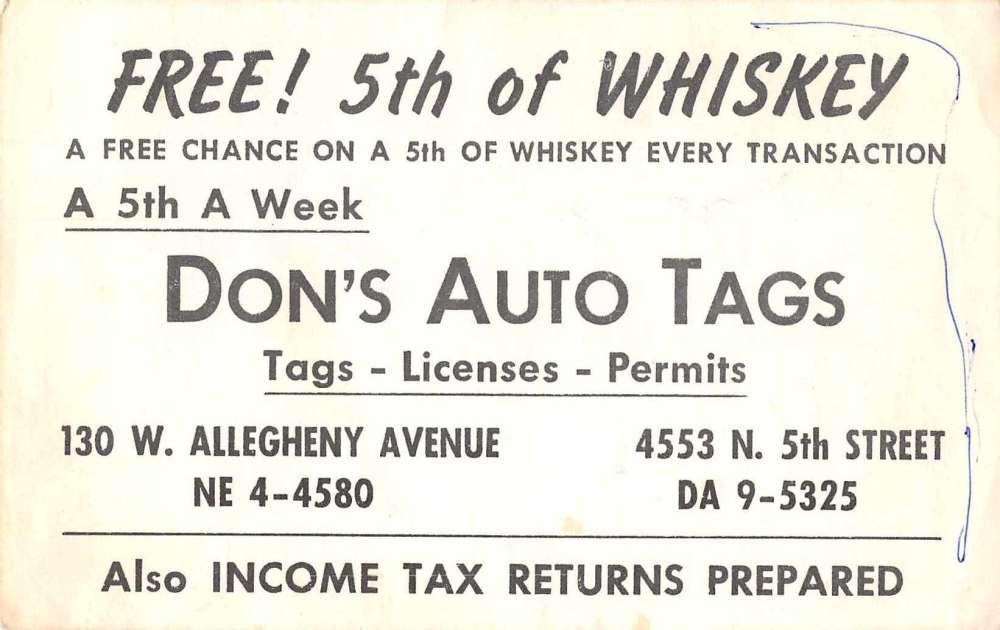 FREE! 5th of WHISKEY
A FREE CHANCE ON A 5th OF WHISKEY EVERY TRANSACTION
A 5th A Week
DON'S AUTO TAGS
Tags - Licenses - Permits
130 W. ALLEGHENY AVENUE
NE 4-4580
4553 N. 5th STREET
DA 9-5325
Also INCOME TAX RETURNS PREPARED